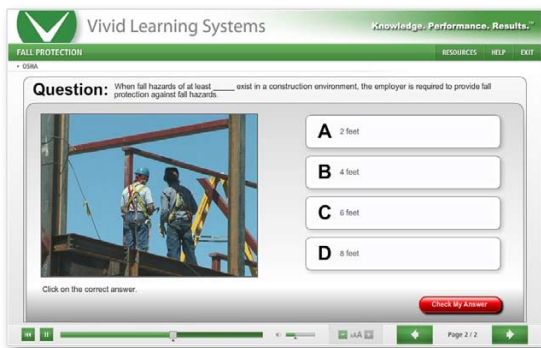 Vivid Learning Systems
Knowledge. Performance. Results.™
FALL PROTECTION
RESOURCES HELP EXIT
OSHA
Question: When fall hazards of at least _____ exist in a construction environment, the employer is required to provide fall
protection against fall hazards.
A 2 feet
B 4 feet
C 6 feet
D 8 feet
Click on the correct answer.
Check My Answer
AAA
Page 2 / 2